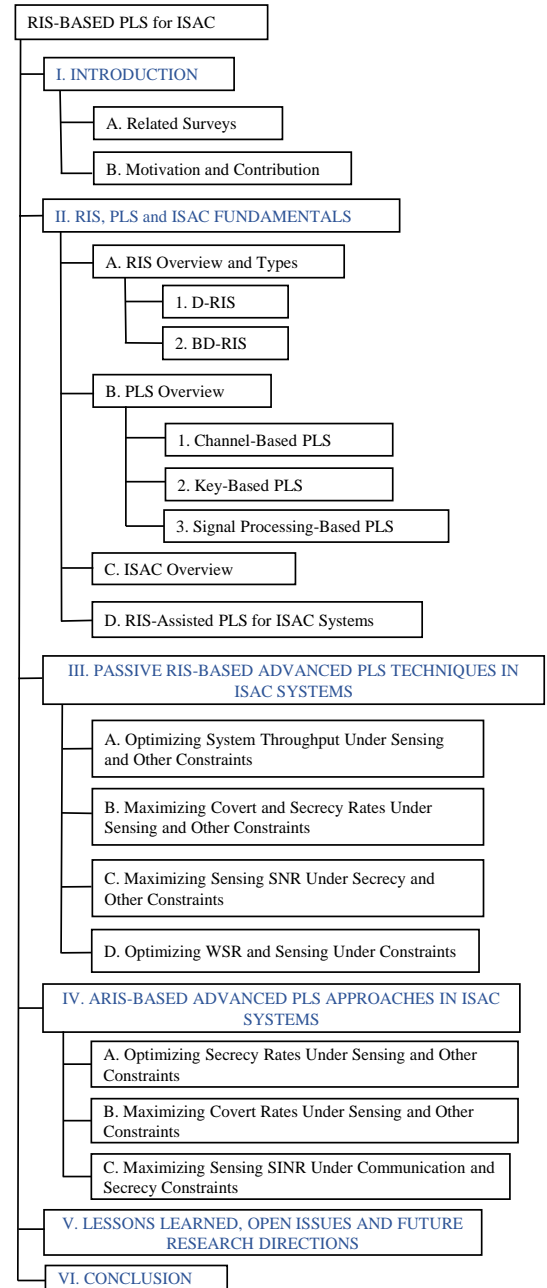 RIS-BASED PLS for ISAC
I. INTRODUCTION
A. Related Surveys
B. Motivation and Contribution
II. RIS, PLS and ISAC FUNDAMENTALS
A. RIS Overview and Types
1. D-RIS
2. BD-RIS
B. PLS Overview
1. Channel-Based PLS
2. Key-Based PLS
3. Signal Processing-Based PLS
C. ISAC Overview
D. RIS-Assisted PLS for ISAC Systems
III. PASSIVE RIS-BASED ADVANCED PLS TECHNIQUES IN
ISAC SYSTEMS
A. Optimizing System Throughput Under Sensing
and Other Constraints
B. Maximizing Covert and Secrecy Rates Under
Sensing and Other Constraints
C. Maximizing Sensing SNR Under Secrecy and
Other Constraints
D. Optimizing WSR and Sensing Under Constraints
IV. ARIS-BASED ADVANCED PLS APPROACHES IN ISAC
SYSTEMS
A. Optimizing Secrecy Rates Under Sensing and Other
Constraints
B. Maximizing Covert Rates Under Sensing and Other
Constraints
C. Maximizing Sensing SINR Under Communication and
Secrecy Constraints
V. LESSONS LEARNED, OPEN ISSUES AND FUTURE
RESEARCH DIRECTIONS
VI. CONCLUSION